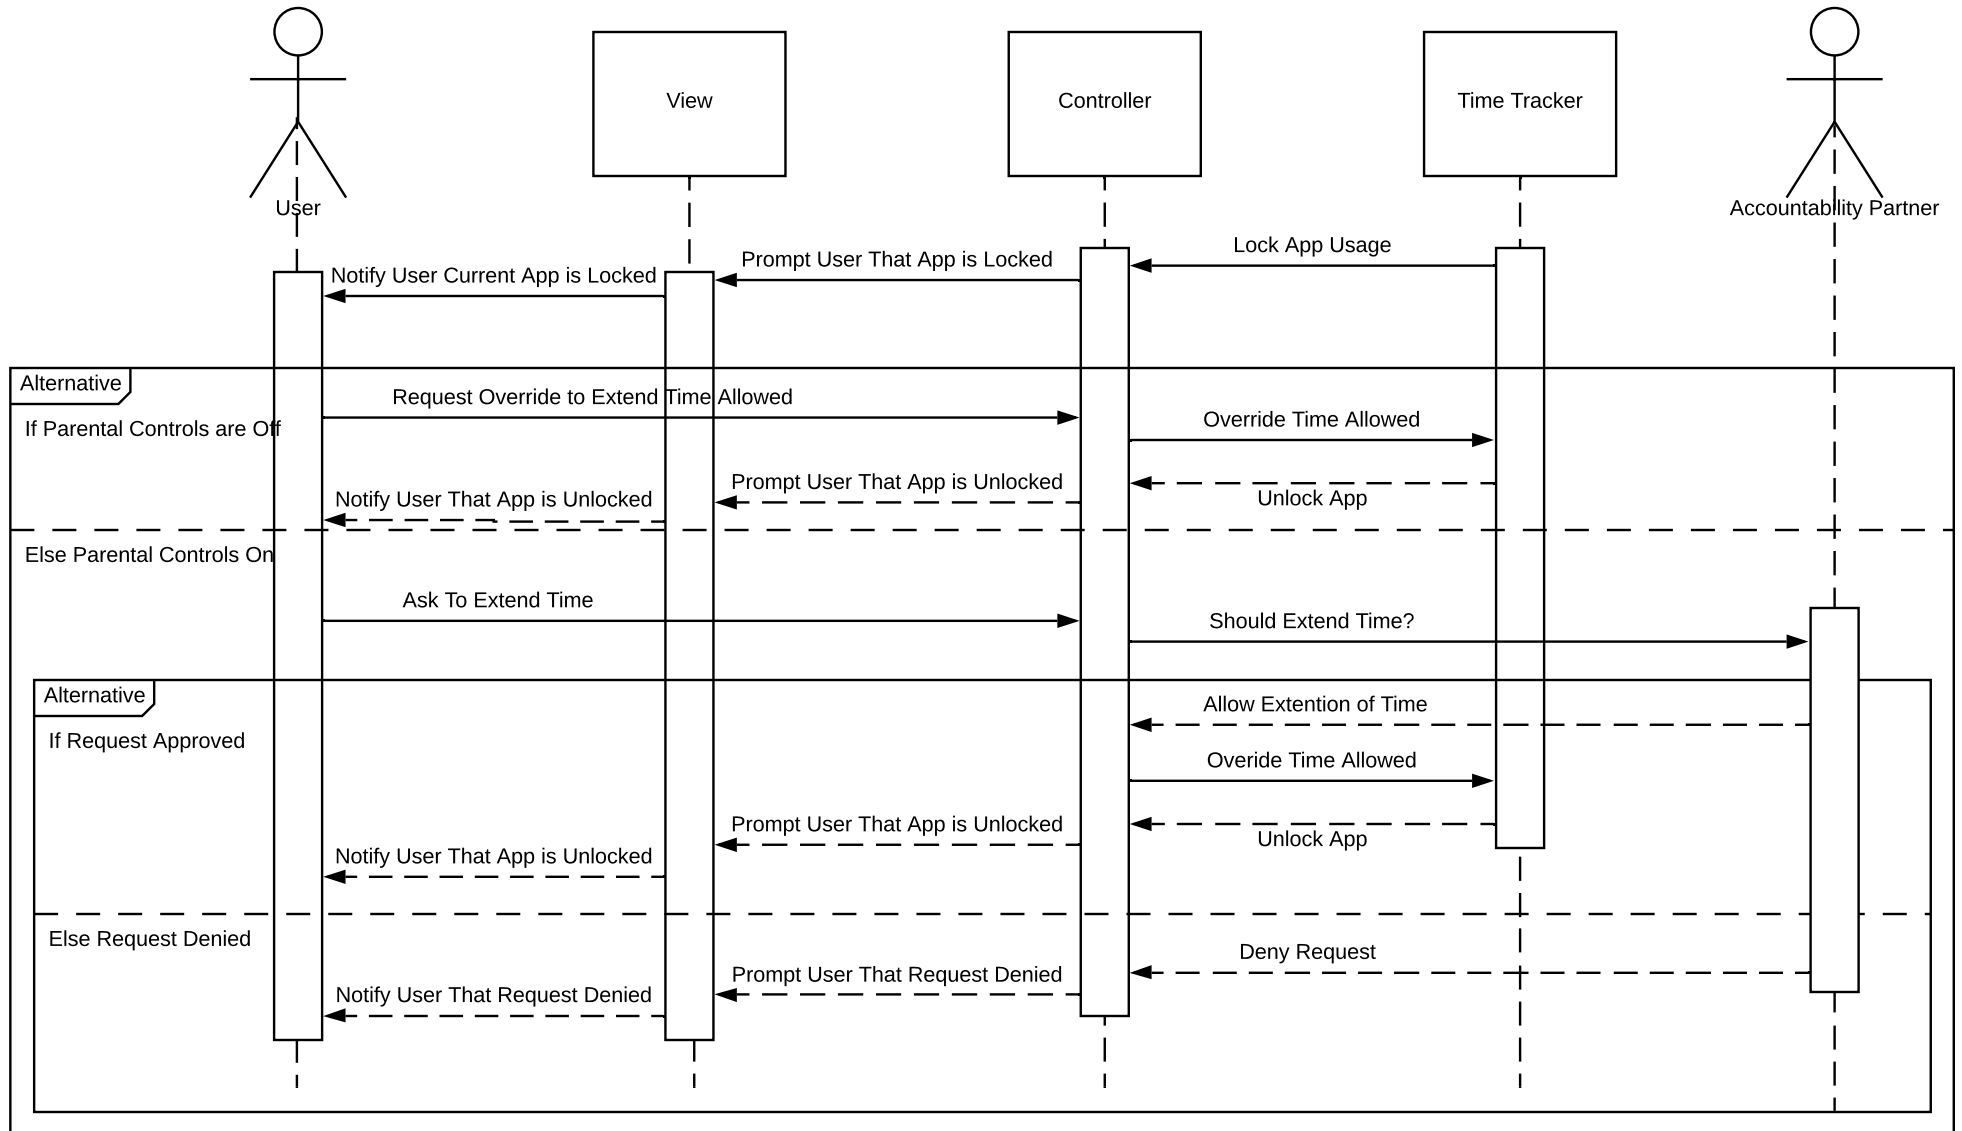 View
Controller
Time Tracker
User
Accountability Partner
Lock App Usage
Prompt User That App is Locked
Notify User Current App is Locked
Alternative
Request Override to Extend Time Allowed
If Parental Controls are Off
Override Time Allowed
Prompt User That App is Unlocked
Unlock App
Notify User That App is Unlocked
Else Parental Controls On
Ask To Extend Time
Should Extend Time?
Alternative
Allow Extention of Time
If Request Approved
Overide Time Allowed
Prompt User That App is Unlocked
Unlock App
Notify User That App is Unlocked
Else Request Denied
Deny Request
Prompt User That Request Denied
Notify User That Request Denied